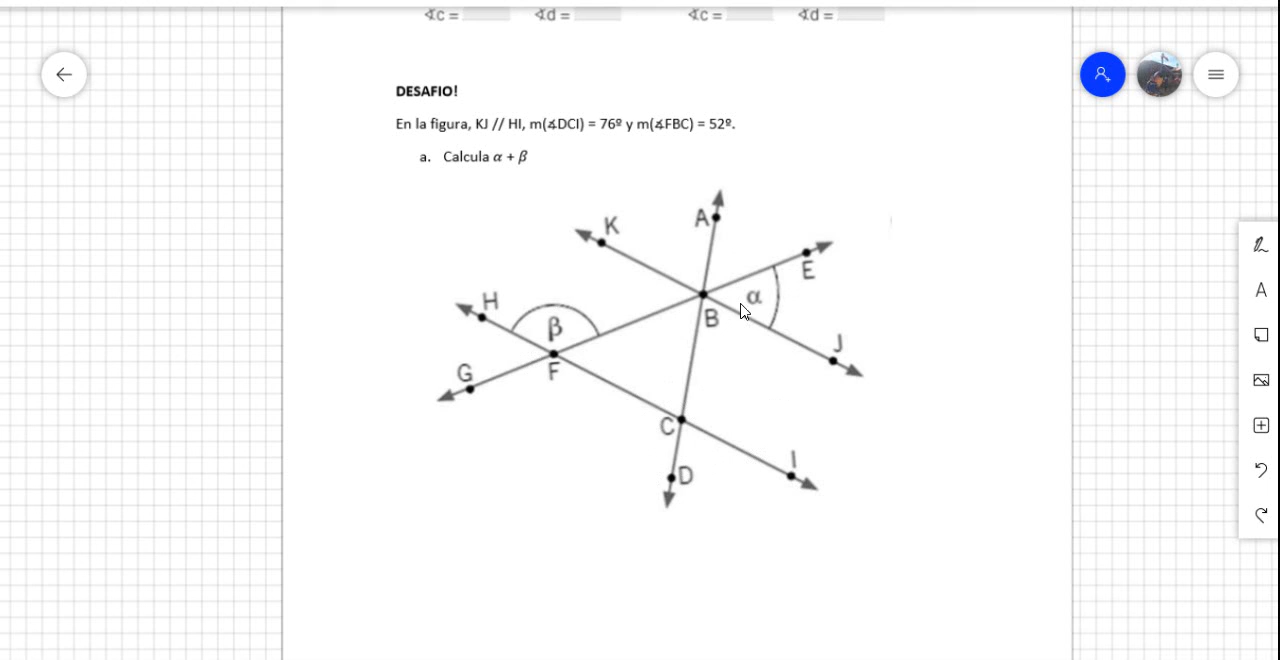 ∡c = ∡d = ∡c = ∡d =
DESAFIO!
En la figura, KJ // HI, m(∡DCI) = 76º y m(∡FBC) = 52º.
a. Calcula α + β
K
A
E
H
α
B
β
J
G
F
C
I
D
A